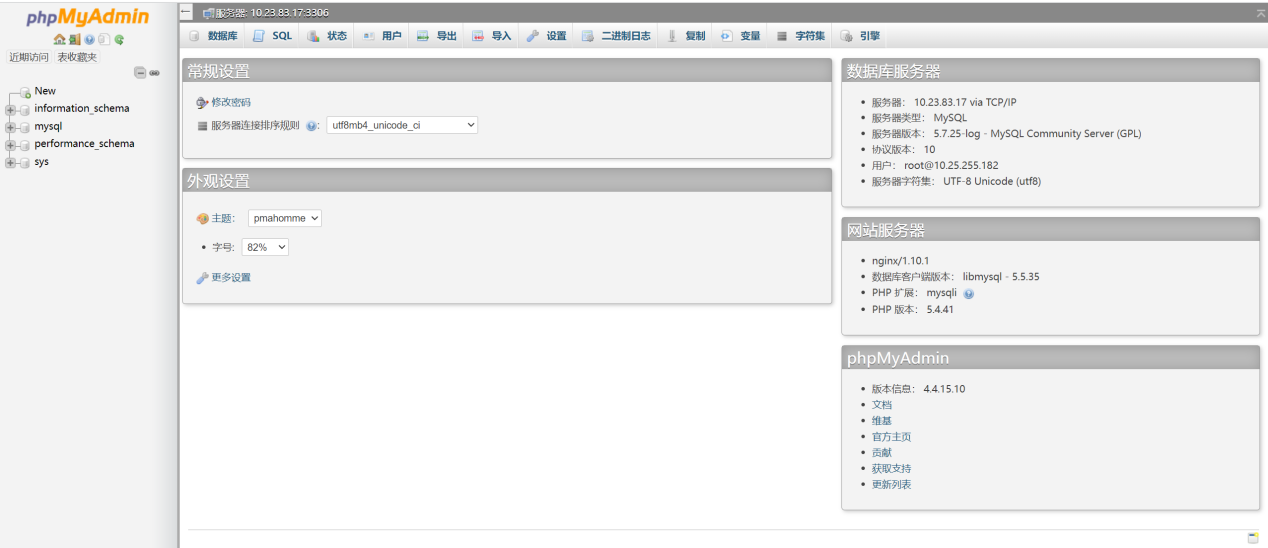 phpMyAdmin
近期访问 表收藏夹
New
information_schema
mysql
performance_schema
sys
服务器: 10.23.83.17:3306
数据库 SQL 状态 用户 导出 导入 设置 二进制日志 复制 变量 字符集 引擎
常规设置
修改密码
服务器连接排序规则 : utf8mb4_unicode_ci
外观设置
主题: pmahomme
字号: 82%
更多设置
数据库服务器
服务器: 10.23.83.17 via TCP/IP
服务器类型: MySQL
服务器版本: 5.7.25-log - MySQL Community Server (GPL)
协议版本: 10
用户: root@10.25.255.182
服务器字符集: UTF-8 Unicode (utf8)
网站服务器
nginx/1.10.1
数据库客户端版本: libmysql - 5.5.35
PHP 扩展: mysqli
PHP 版本: 5.4.41
phpMyAdmin
版本信息: 4.4.15.10
文档
维基
官方主页
贡献
获取支持
更新列表